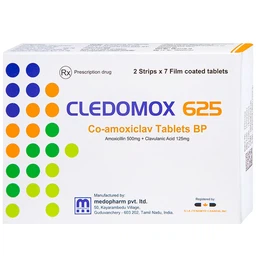 Rx Prescription drug
2 Strips x 7 Film coated tablets
CLEDOMOX 625
Co-amoxiclav Tablets BP
Amoxicillin 500mg + Clavulanic Acid 125mg
Manufactured by:
medopharm pvt. ltd.
50, Kayarambedu Village,
Guduvanchery - 603 202, Tamil Nadu, India
Registered by